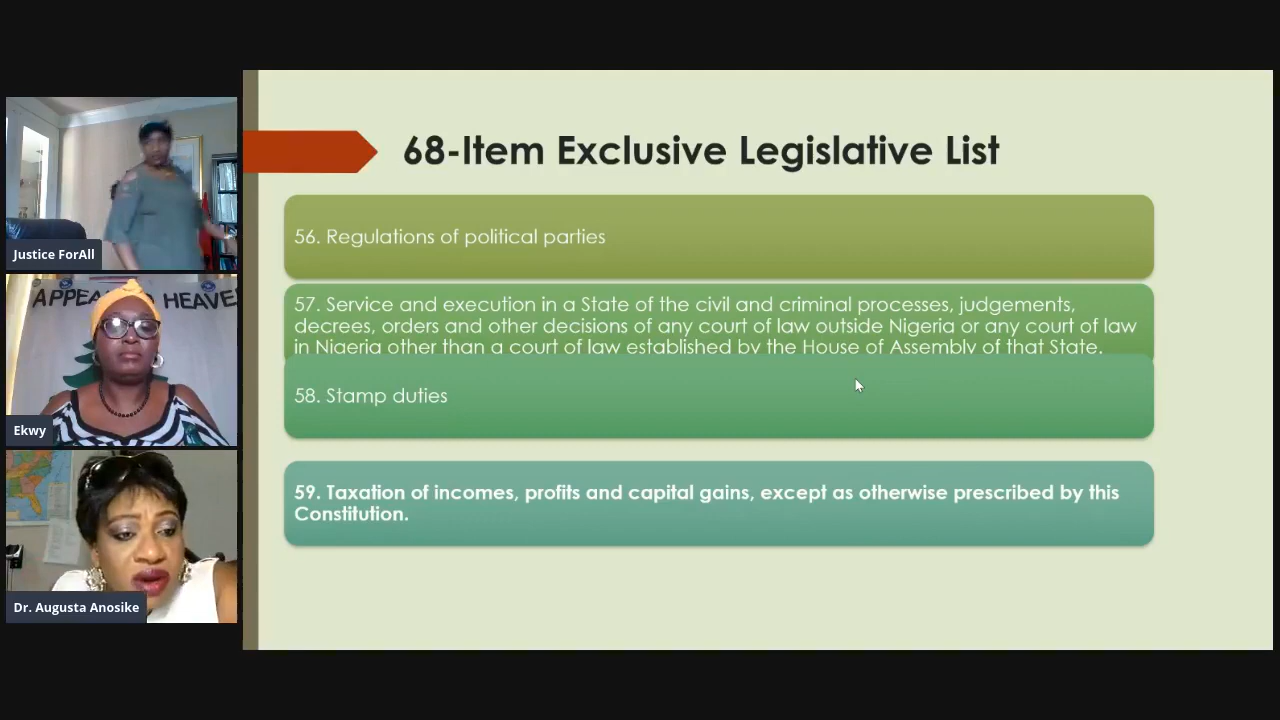 68-Item Exclusive Legislative List
56. Regulations of political parties
57. Service and execution in a State of the civil and criminal processes, judgements,
decrees, orders and other decisions of any court of law outside Nigeria or any court of law
in Nigeria other than a court of law established by the House of Assembly of that State.
58. Stamp duties
59. Taxation of incomes, profits and capital gains, except as otherwise prescribed by this
Constitution.
Justice ForAll
APPEA HEAVE
Ekwy
Dr. Augusta Anosike